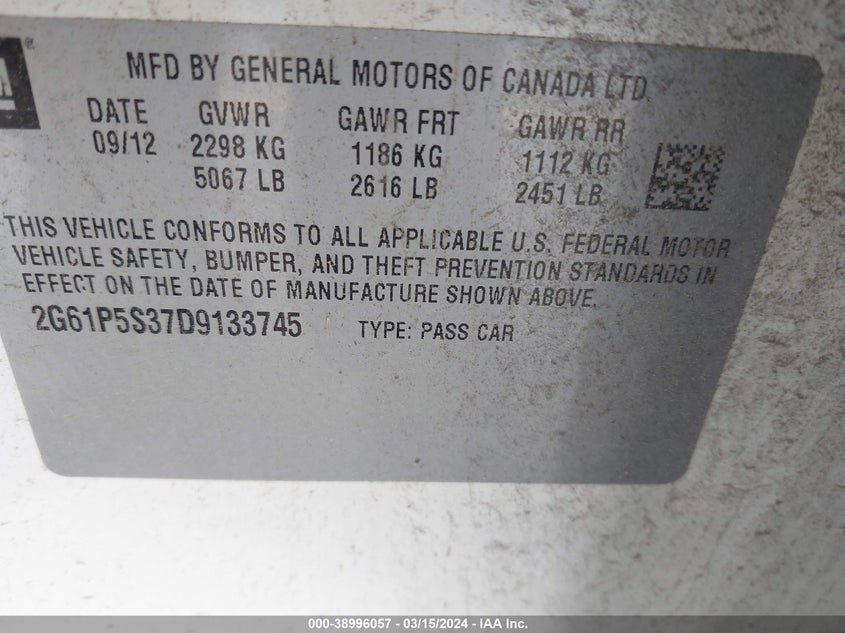 ®
MFD BY GENERAL MOTORS OF CANADA LTD
DATE GVWR GAWR FRT GAWR RR
09/12 2298 KG 1186 KG 1112 KG
5067 LB 2616 LB 2451 LB
THIS VEHICLE CONFORMS TO ALL APPLICABLE U.S. FEDERAL MOTOR
VEHICLE SAFETY, BUMPER, AND THEFT PREVENTION STANDARDS IN
EFFECT ON THE DATE OF MANUFACTURE SHOWN ABOVE.
2G61P5S37D9133745 TYPE: PASS CAR
000-38996057 - 03/15/2024 - IAA Inc.